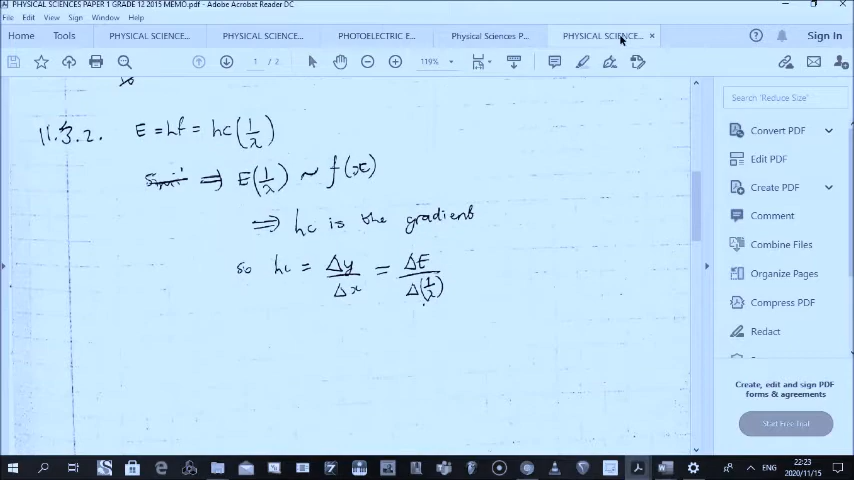 PHYSICAL SCIENCES PAPER 1 GRADE 12 2015 MEMO.pdf - Adobe Acrobat Reader DC
File Edit View Sign Window Help
Home Tools PHYSICAL SCIENCE... PHYSICAL SCIENCE... PHOTOELECTRIC E... Physical Sciences P... PHYSICAL SCIENCE... × Sign In
1 / 2 119%
Search 'Reduce Size'
11.3.2. E = hf = hc(1/λ)
Convert PDF
Edit PDF
⇒ E(1/λ) ~ f(x)
Create PDF
⇒ hc is the gradient
Comment
Combine Files
so hc = Δy/Δx = ΔE/Δ(1/λ)
Organize Pages
Compress PDF
Redact
Create, edit and sign PDF
forms & agreements
Start Free Trial
ENG
22:23
2020/11/15